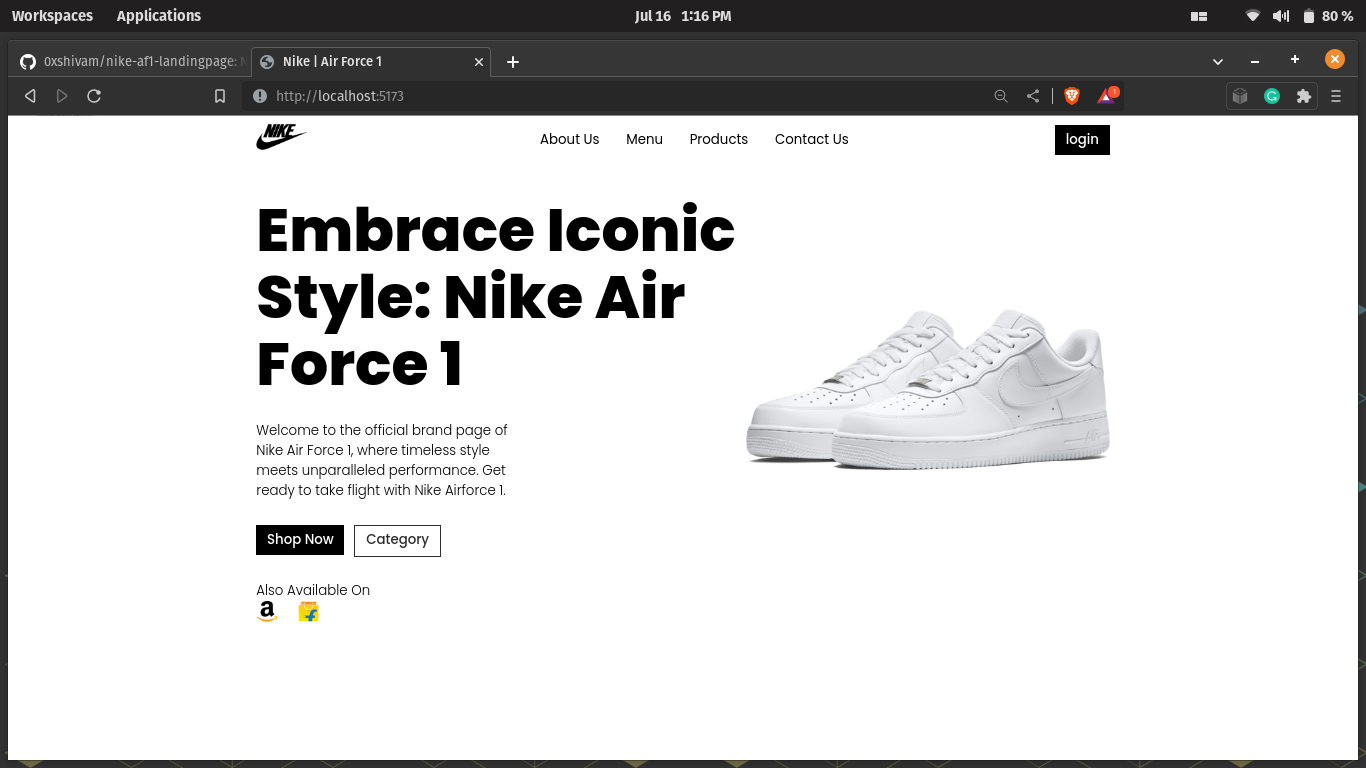 Workspaces Applications Jul 16 1:16 PM 80 %
0xshivam/nike-af1-landingpage: N Nike | Air Force 1
http://localhost:5173 1
NIKE About Us Menu Products Contact Us login
Embrace Iconic
Style: Nike Air
Force 1
Welcome to the official brand page of
Nike Air Force 1, where timeless style
meets unparalleled performance. Get
ready to take flight with Nike Airforce 1.
Shop Now Category
Also Available On